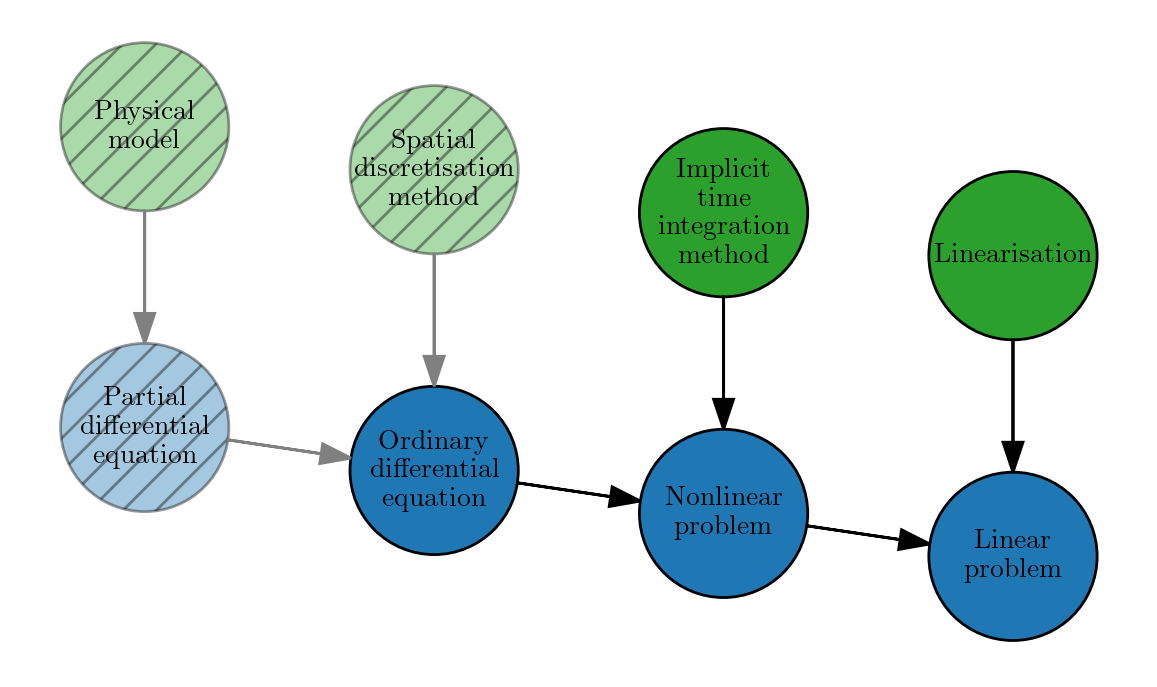 Physical
model
Spatial
discretisation
method
Implicit
time
integration
method
Linearisation
Partial
differential
equation
Ordinary
differential
equation
Nonlinear
problem
Linear
problem